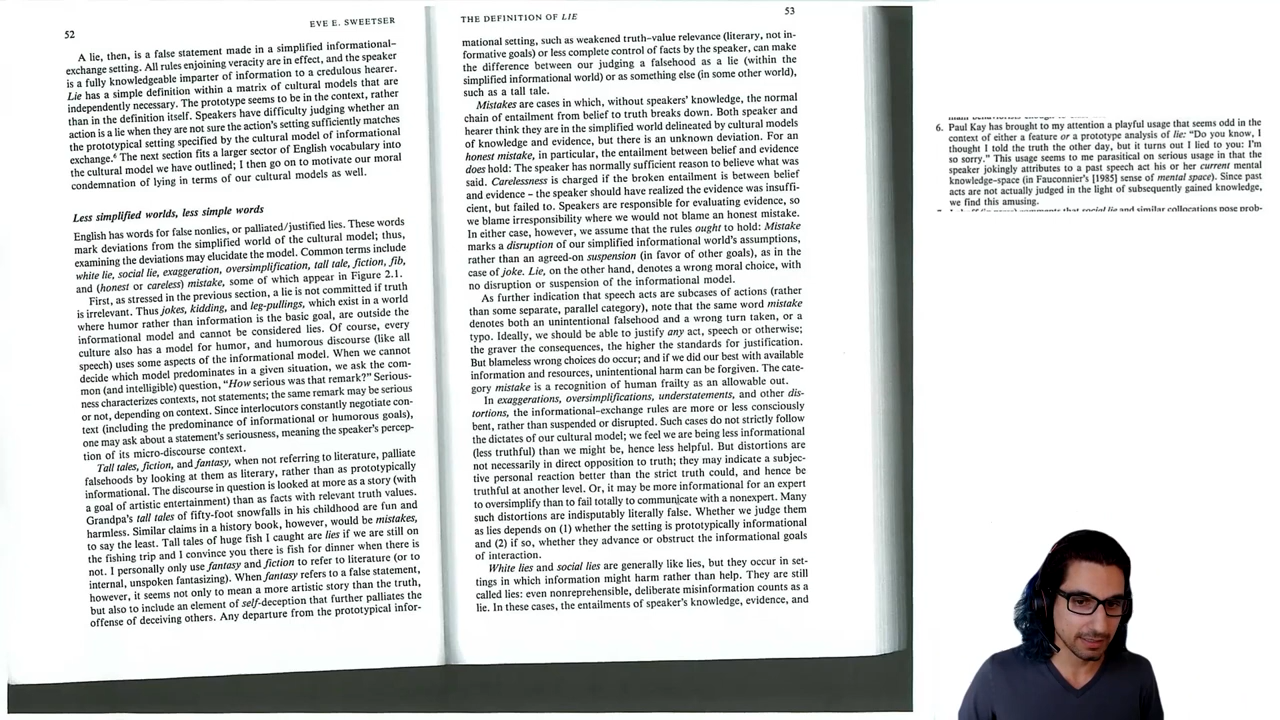 52
EVE E. SWEETSER
A lie, then, is a false statement made in a simplified informational-
exchange setting. All rules enjoining veracity are in effect, and the speaker
is a fully knowledgeable imparter of information to a credulous hearer.
Lie has a simple definition within a matrix of cultural models that are
independently necessary. The prototype seems to be in the context, rather
than in the definition itself. Speakers have difficulty judging whether an
action is a lie when they are not sure the action's setting sufficiently matches
the prototypical setting specified by the cultural model of informational
exchange.⁶ The next section fits a larger sector of English vocabulary into
the cultural model we have outlined; I then go on to motivate our moral
condemnation of lying in terms of our cultural models as well.
Less simplified worlds, less simple words
English has words for false nonlies, or palliated/justified lies. These words
mark deviations from the simplified world of the cultural model; thus,
examining the deviations may elucidate the model. Common terms include
white lie, social lie, exaggeration, oversimplification, tall tale, fiction, fib,
and (honest or careless) mistake, some of which appear in Figure 2.1.
First, as stressed in the previous section, a lie is not committed if truth
is irrelevant. Thus jokes, kidding, and leg-pullings, which exist in a world
where humor rather than information is the basic goal, are outside the
informational model and cannot be considered lies. Of course, every
culture also has a model for humor, and humorous discourse (like all
speech) uses some aspects of the informational model. When we cannot
decide which model predominates in a given situation, we ask the com-
mon (and intelligible) question, "How serious was that remark?" Serious-
ness characterizes contexts, not statements; the same remark may be serious
or not, depending on context. Since interlocutors constantly negotiate con-
text (including the predominance of informational or humorous goals),
one may ask about a statement's seriousness, meaning the speaker's percep-
tion of its micro-discourse context.
Tall tales, fiction, and fantasy, when not referring to literature, palliate
falsehoods by looking at them as literary, rather than as prototypically
informational. The discourse in question is looked at more as a story (with
a goal of artistic entertainment) than as facts with relevant truth values.
Grandpa's tall tales of fifty-foot snowfalls in his childhood are fun and
harmless. Similar claims in a history book, however, would be mistakes,
to say the least. Tall tales of huge fish I caught are lies if we are still on
the fishing trip and I convince you there is fish for dinner when there is
not. I personally only use fantasy and fiction to refer to literature (or to
internal, unspoken fantasizing). When fantasy refers to a false statement,
however, it seems not only to mean a more artistic story than the truth,
but also to include an element of self-deception that further palliates the
offense of deceiving others. Any departure from the prototypical infor-
THE DEFINITION OF LIE
53
mational setting, such as weakened truth-value relevance (literary, not in-
formative goals) or less complete control of facts by the speaker, can make
the difference between our judging a falsehood as a lie (within the
simplified informational world) or as something else (in some other world),
such as a tall tale.
Mistakes are cases in which, without speakers' knowledge, the normal
chain of entailment from belief to truth breaks down. Both speaker and
hearer think they are in the simplified world delineated by cultural models
of knowledge and evidence, but there is an unknown deviation. For an
honest mistake, in particular, the entailment between belief and evidence
does hold: The speaker has normally sufficient reason to believe what was
said. Carelessness is charged if the broken entailment is between belief
and evidence – the speaker should have realized the evidence was insuffi-
cient, but failed to. Speakers are responsible for evaluating evidence, so
we blame irresponsibility where we would not blame an honest mistake.
In either case, however, we assume that the rules ought to hold: Mistake
marks a disruption of our simplified informational world's assumptions,
rather than an agreed-on suspension (in favor of other goals), as in the
case of joke. Lie, on the other hand, denotes a wrong moral choice, with
no disruption or suspension of the informational model.
As further indication that speech acts are subcases of actions (rather
than some separate, parallel category), note that the same word mistake
denotes both an unintentional falsehood and a wrong turn taken, or a
typo. Ideally, we should be able to justify any act, speech or otherwise;
the graver the consequences, the higher the standards for justification.
But blameless wrong choices do occur; and if we did our best with available
information and resources, unintentional harm can be forgiven. The cate-
gory mistake is a recognition of human frailty as an allowable out.
In exaggerations, oversimplifications, understatements, and other dis-
tortions, the informational-exchange rules are more or less consciously
bent, rather than suspended or disrupted. Such cases do not strictly follow
the dictates of our cultural model; we feel we are being less informational
(less truthful) than we might be, hence less helpful. But distortions are
not necessarily in direct opposition to truth; they may indicate a subjec-
tive personal reaction better than the strict truth could, and hence be
truthful at another level. Or, it may be more informational for an expert
to oversimplify than to fail totally to communicate with a nonexpert. Many
such distortions are indisputably literally false. Whether we judge them
as lies depends on (1) whether the setting is prototypically informational
and (2) if so, whether they advance or obstruct the informational goals
of interaction.
White lies and social lies are generally like lies, but they occur in set-
tings in which information might harm rather than help. They are still
called lies: even nonreprehensible, deliberate misinformation counts as a
lie. In these cases, the entailments of speaker's knowledge, evidence, and
6. Paul Kay has brought to my attention a playful usage that seems odd in the
context of either a feature or a prototype analysis of lie: "Do you know, I
thought I told the truth the other day, but it turns out I lied to you: I'm
so sorry." This usage seems to me parasitical on serious usage in that the
speaker jokingly attributes to a past speech act his or her current mental
knowledge-space (in Fauconnier's [1985] sense of mental space). Since past
acts are not actually judged in the light of subsequently gained knowledge,
we find this amusing.